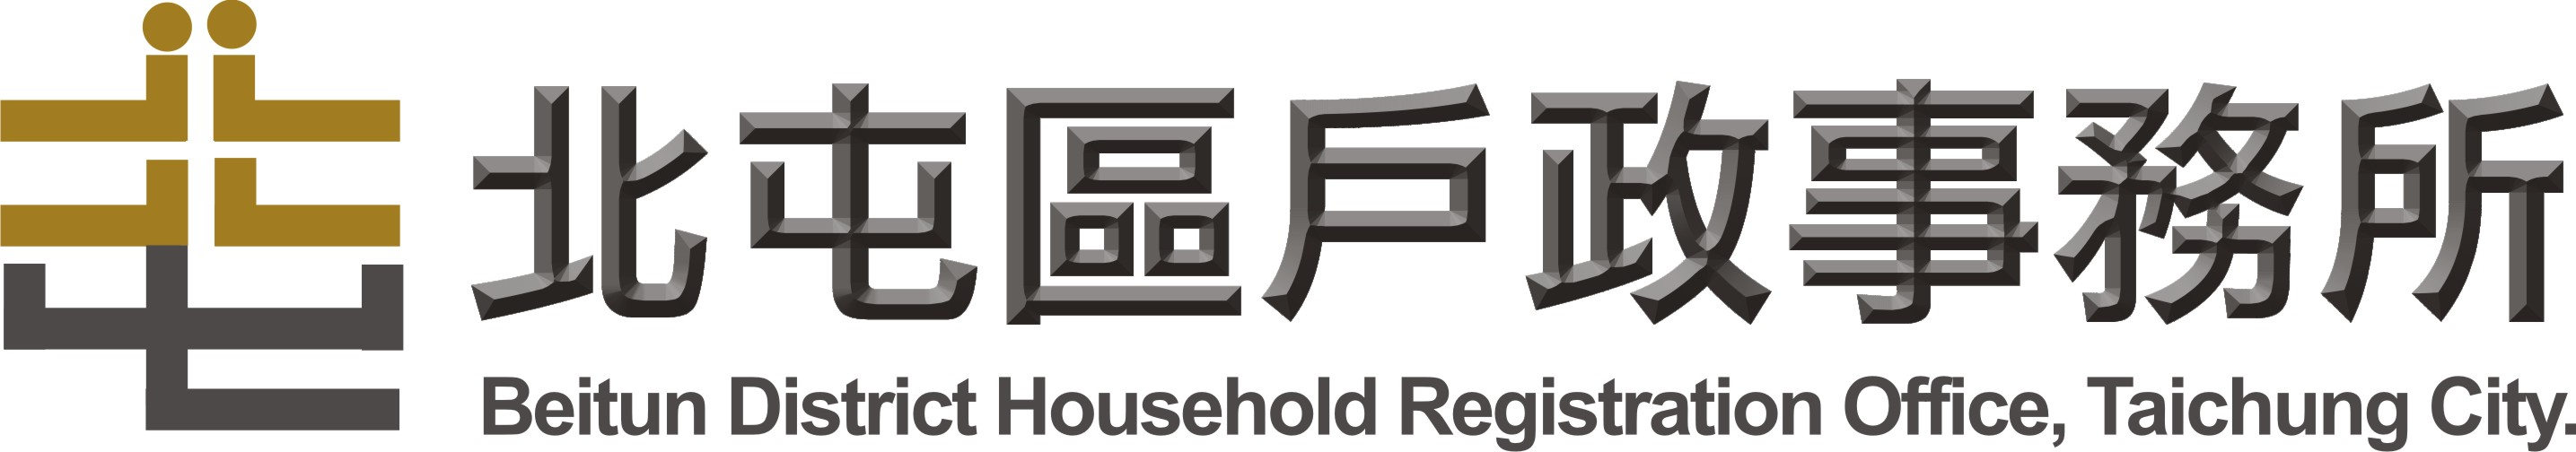 北屯區戶政事務所
Beitun District Household Registration Office, Taichung City.